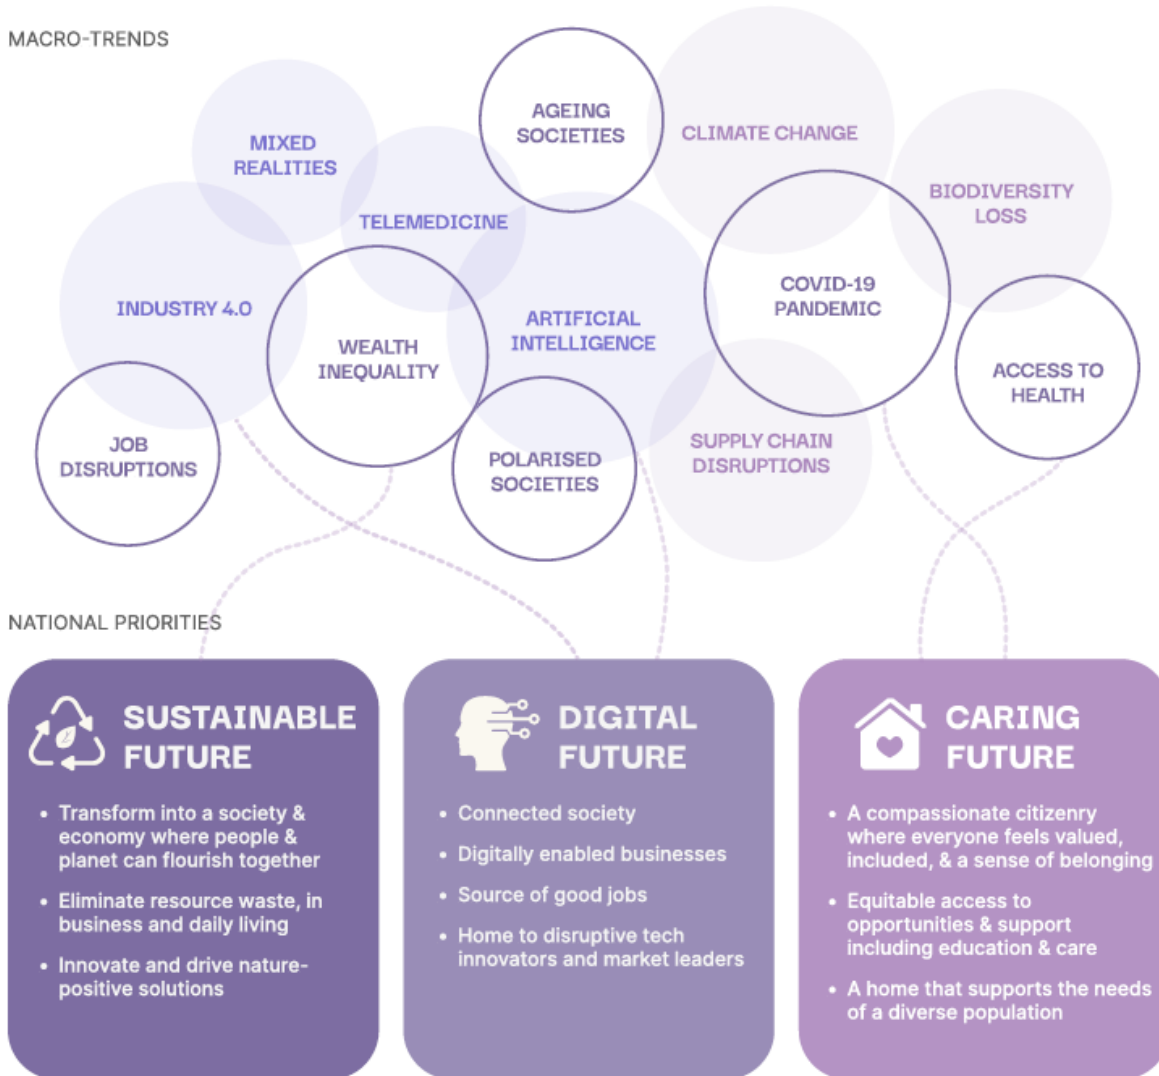 MACRO-TRENDS
AGEING
SOCIETIES
CLIMATE CHANGE
MIXED
REALITIES
BIODIVERSITY
LOSS
TELEMEDICINE
COVID-19
PANDEMIC
INDUSTRY 4.0
ARTIFICIAL
INTELLIGENCE
WEALTH
INEQUALITY
ACCESS TO
HEALTH
JOB
DISRUPTIONS
POLARISED
SOCIETIES
SUPPLY CHAIN
DISRUPTIONS
NATIONAL PRIORITIES
SUSTAINABLE
FUTURE
• Transform into a society &
economy where people &
planet can flourish together
• Eliminate resource waste, in
business and daily living
• Innovate and drive nature-
positive solutions
DIGITAL
FUTURE
• Connected society
• Digitally enabled businesses
• Source of good jobs
• Home to disruptive tech
innovators and market leaders
CARING
FUTURE
• A compassionate citizenry
where everyone feels valued,
included, & a sense of belonging
• Equitable access to
opportunities & support
including education & care
• A home that supports the needs
of a diverse population